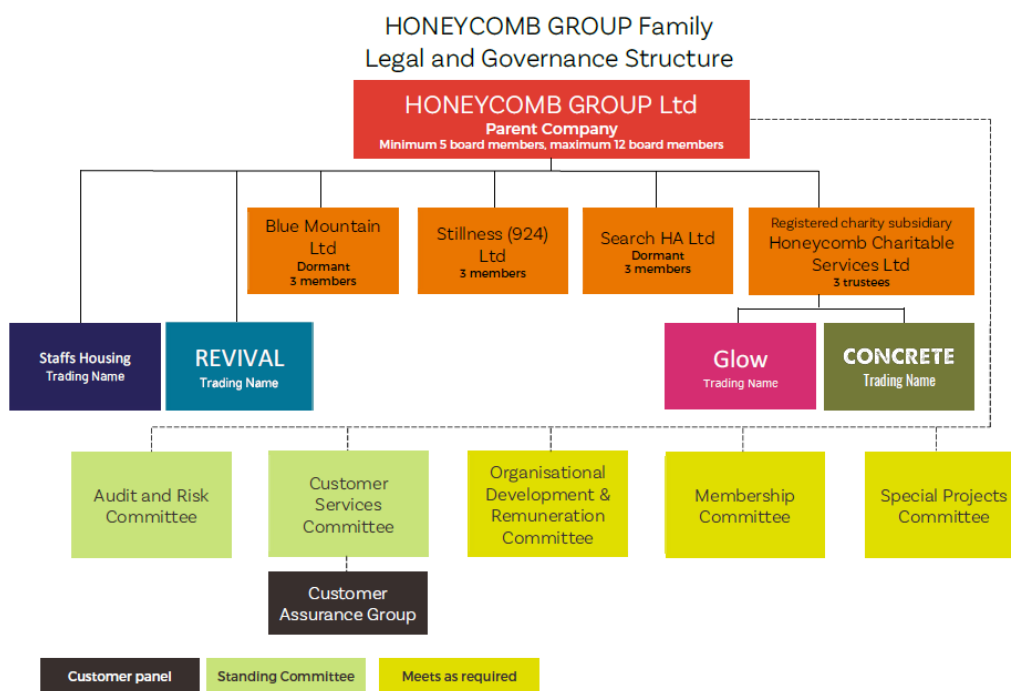 HONEYCOMB GROUP Family
Legal and Governance Structure
HONEYCOMB GROUP Ltd
Parent Company
Minimum 5 board members, maximum 12 board members
Blue Mountain
Ltd
Dormant
3 members
Stillness (924)
Ltd
3 members
Search HA Ltd
Dormant
3 members
Registered charity subsidiary
Honeycomb Charitable
Services Ltd
3 trustees
Staffs Housing
Trading Name
REVIVAL
Trading Name
Glow
Trading Name
CONCRETE
Trading Name
Audit and Risk
Committee
Customer
Services
Committee
Organisational
Development &
Remuneration
Committee
Membership
Committee
Special Projects
Committee
Customer
Assurance Group
Customer panel
Standing Committee
Meets as required